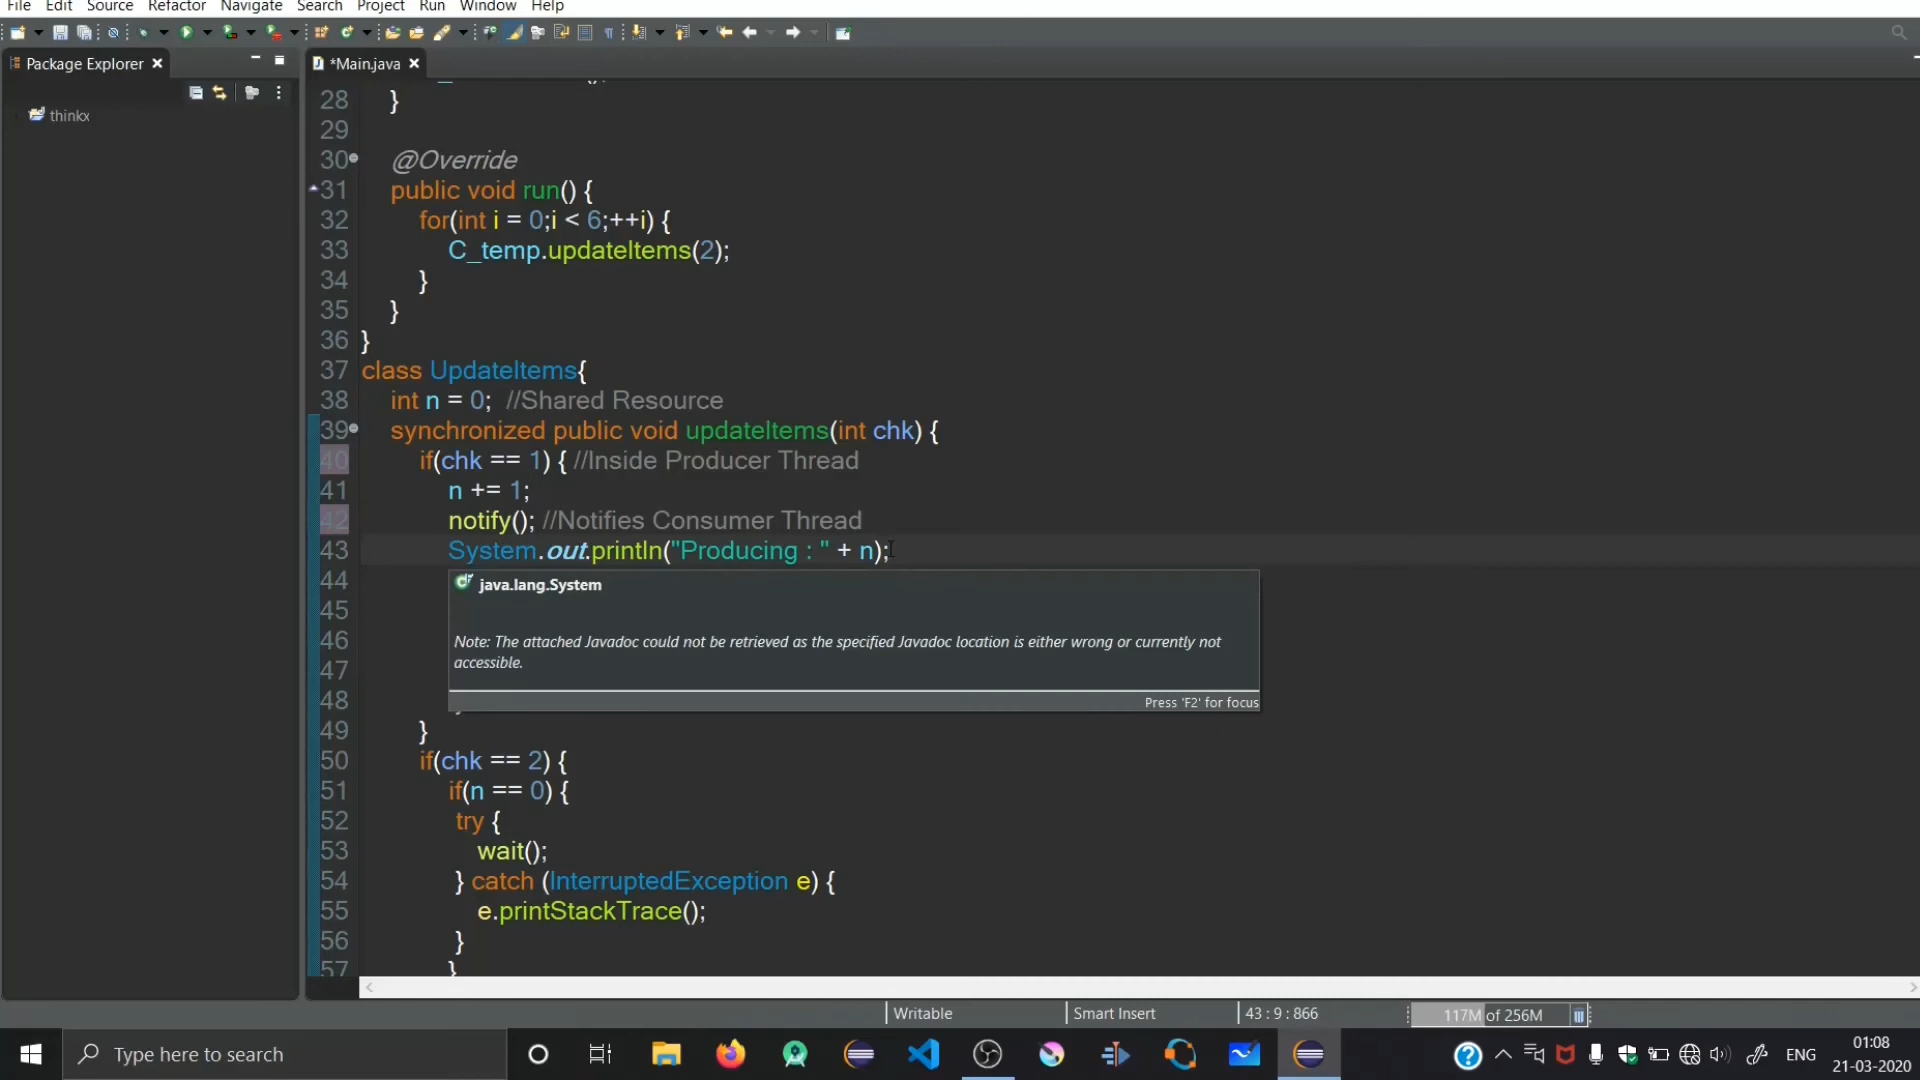 File Edit Source Refactor Navigate Search Project Run Window Help
Package Explorer
*Main.java
thinkx
28 }
29
30 @Override
31 public void run() {
32 for(int i = 0;i < 6;++i) {
33 C_temp.updateItems(2);
34 }
35 }
36 }
37 class UpdateItems{
38 int n = 0; //Shared Resource
39 synchronized public void updateItems(int chk) {
40 if(chk == 1) { //Inside Producer Thread
41 n += 1;
42 notify(); //Notifies Consumer Thread
43 System.out.println("Producing : " + n);
44
java.lang.System
45
46
Note: The attached Javadoc could not be retrieved as the specified Javadoc location is either wrong or currently not
accessible.
47
48
Press 'F2' for focus
49 }
50 if(chk == 2) {
51 if(n == 0) {
52 try {
53 wait();
54 } catch (InterruptedException e) {
55 e.printStackTrace();
56 }
57 }
Writable
Smart Insert
43 : 9 : 866
117M of 256M
Type here to search
ENG
01:08
21-03-2020